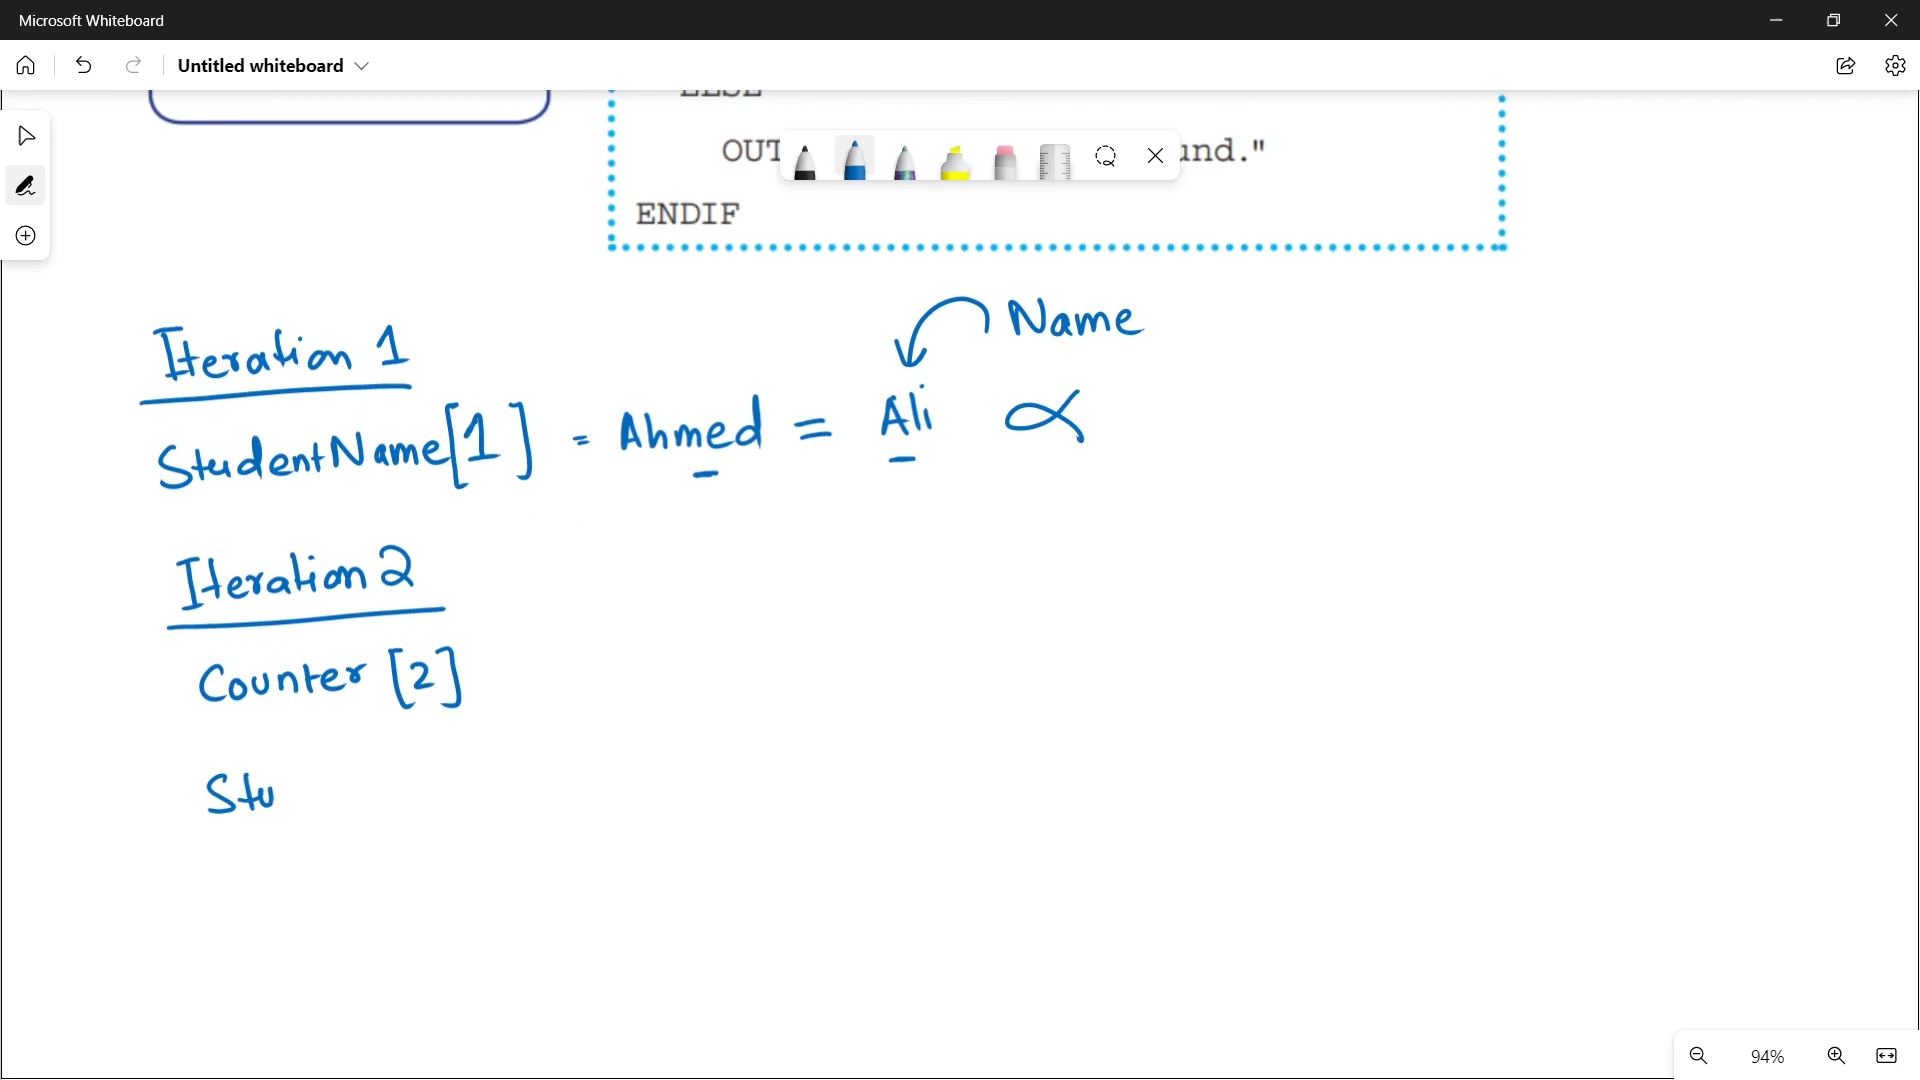 Microsoft Whiteboard
Untitled whiteboard
ELSE
OUT und."
ENDIF
Name
Iteration 1
StudentName[1] = Ahmed = Ali
Iteration 2
Counter [2]
Stu
94%